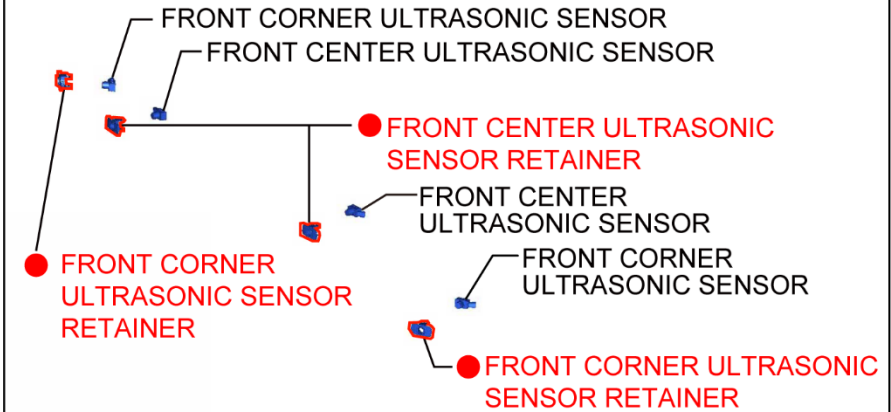 FRONT CORNER ULTRASONIC SENSOR
FRONT CENTER ULTRASONIC SENSOR
FRONT CENTER ULTRASONIC
SENSOR RETAINER
FRONT CENTER
ULTRASONIC SENSOR
FRONT CORNER
ULTRASONIC SENSOR
FRONT CORNER
ULTRASONIC SENSOR
RETAINER
FRONT CORNER ULTRASONIC
SENSOR RETAINER